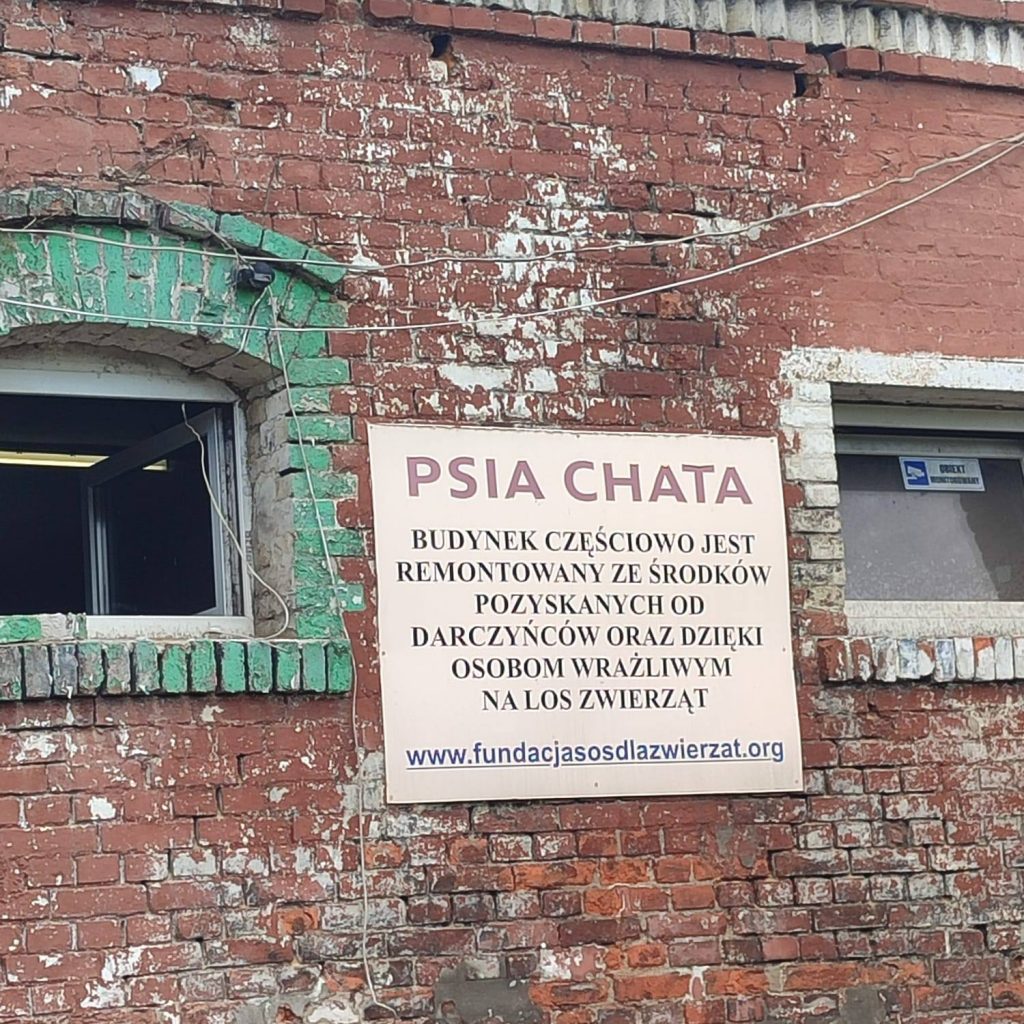 PSIA CHATA
BUDYNEK CZĘŚCIOWO JEST
REMONTOWANY ZE ŚRODKÓW
POZYSKANYCH OD
DARCZYŃCÓW ORAZ DZIĘKI
OSOBOM WRAŻLIWYM
NA LOS ZWIERZĄT
www.fundacjasosdlazwierzat.org
OBIEKT
MONITOROWANY